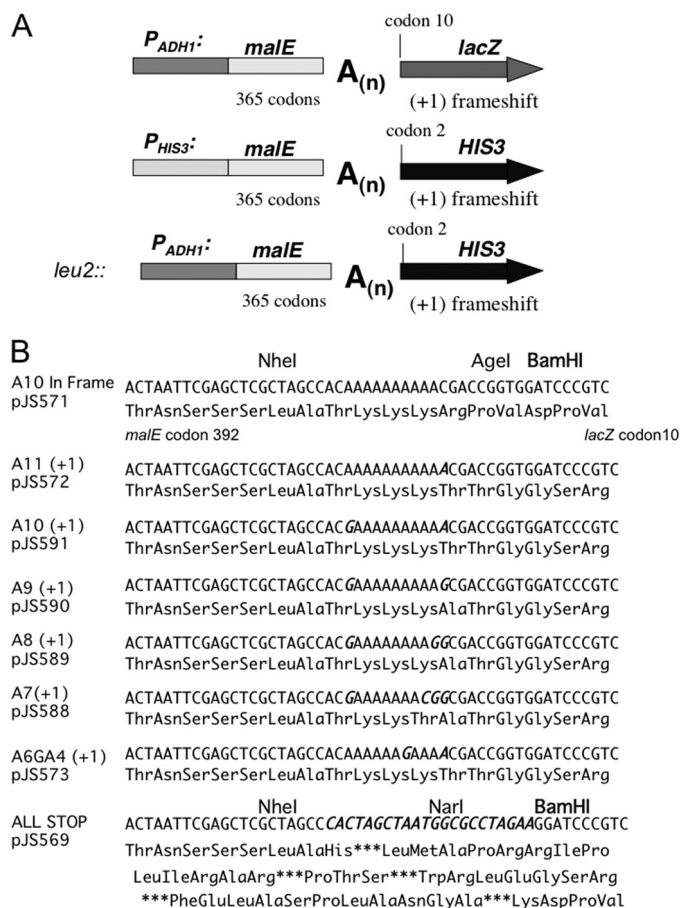 A
codon 10
P_ADH1: malE lacZ
A(n)
365 codons (+1) frameshift
codon 2
P_HIS3: malE HIS3
A(n)
365 codons (+1) frameshift
codon 2
P_ADH1: malE HIS3
leu2:: A(n)
365 codons (+1) frameshift
B
NheI AgeI BamHI
A10 In Frame ACTAATTCGAGCTCGCTAGCCACAAAAAAAAAACGACCGGTGGATCCCGTC
pJS571 ThrAsnSerSerSerLeuAlaThrLysLysLysArgProValAspProVal
malE codon 392 lacZ codon10
A11 (+1) ACTAATTCGAGCTCGCTAGCCACAAAAAAAAAAACGACCGGTGGATCCCGTC
pJS572 ThrAsnSerSerSerLeuAlaThrLysLysLysThrThrGlyGlySerArg
A10 (+1) ACTAATTCGAGCTCGCTAGCCACGAAAAAAAAAACGACCGGTGGATCCCGTC
pJS591 ThrAsnSerSerSerLeuAlaThrLysLysLysThrThrGlyGlySerArg
A9 (+1) ACTAATTCGAGCTCGCTAGCCACGAAAAAAAAAGCGACCGGTGGATCCCGTC
pJS590 ThrAsnSerSerSerLeuAlaThrLysLysLysAlaThrGlyGlySerArg
A8 (+1) ACTAATTCGAGCTCGCTAGCCACGAAAAAAAAGGCGACCGGTGGATCCCGTC
pJS589 ThrAsnSerSerSerLeuAlaThrLysLysLysAlaThrGlyGlySerArg
A7(+1) ACTAATTCGAGCTCGCTAGCCACGAAAAAAACGGCGACCGGTGGATCCCGTC
pJS588 ThrAsnSerSerSerLeuAlaThrLysLysThrAlaThrGlyGlySerArg
A6GA4 (+1) ACTAATTCGAGCTCGCTAGCCACAAAAAAGAAAACGACCGGTGGATCCCGTC
pJS573 ThrAsnSerSerSerLeuAlaThrLysLysLysThrThrGlyGlySerArg
NheI NarI BamHI
ALL STOP ACTAATTCGAGCTCGCTAGCCCACTAGCTAATGGCGCCTAGAAGGATCCCGTC
pJS569 ThrAsnSerSerSerLeuAlaHis***LeuMetAlaProArgArgIlePro
LeuIleArgAlaArg***ProThrSer***TrpArgLeuGluGlySerArg
***PheGluLeuAlaSerProLeuAlaAsnGlyAla***LysAspProVal